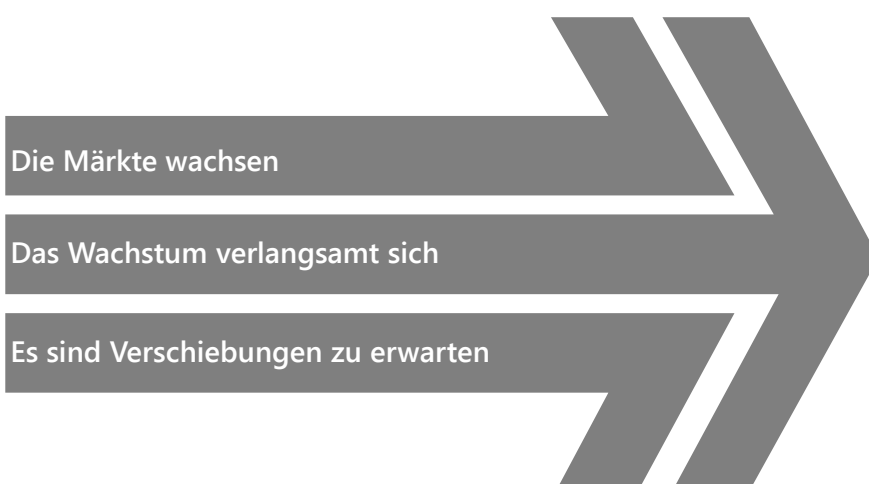 Die Märkte wachsen
Das Wachstum verlangsamt sich
Es sind Verschiebungen zu erwarten